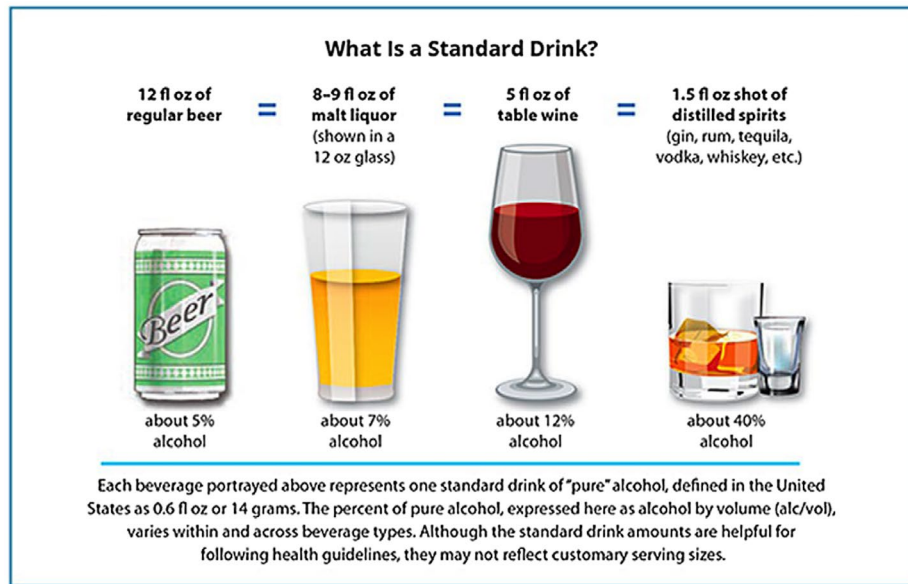 What Is a Standard Drink?
12 fl oz of
regular beer
=
8–9 fl oz of
malt liquor
(shown in a
12 oz glass)
=
5 fl oz of
table wine
=
1.5 fl oz shot of
distilled spirits
(gin, rum, tequila,
vodka, whiskey, etc.)
Beer
about 5%
alcohol
about 7%
alcohol
about 12%
alcohol
about 40%
alcohol
Each beverage portrayed above represents one standard drink of "pure" alcohol, defined in the United
States as 0.6 fl oz or 14 grams. The percent of pure alcohol, expressed here as alcohol by volume (alc/vol),
varies within and across beverage types. Although the standard drink amounts are helpful for
following health guidelines, they may not reflect customary serving sizes.